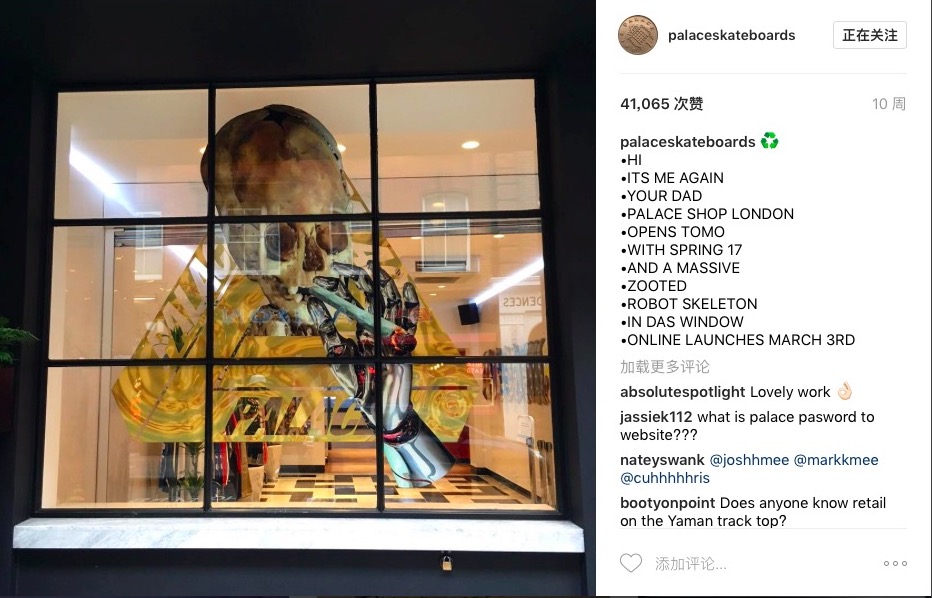 palaceskateboards
正在关注
41,065 次赞
10 周
palaceskateboards ♻️
•HI
•ITS ME AGAIN
•YOUR DAD
•PALACE SHOP LONDON
•OPENS TOMO
•WITH SPRING 17
•AND A MASSIVE
•ZOOTED
•ROBOT SKELETON
•IN DAS WINDOW
•ONLINE LAUNCHES MARCH 3RD
加载更多评论
absolutespotlight Lovely work 👌🏻
jassiek112 what is palace pasword to
website???
nateyswank @joshhmee @markkmee
@cuhhhhhris
bootyonpoint Does anyone know retail
on the Yaman track top?
添加评论...
PALAC